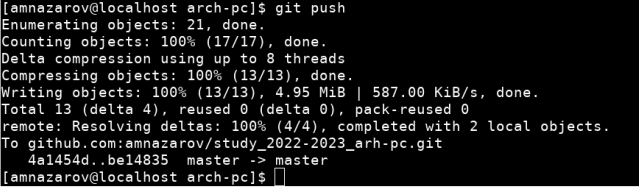 [amnazarov@localhost arch-pc]$ git push
Enumerating objects: 21, done.
Counting objects: 100% (17/17), done.
Delta compression using up to 8 threads
Compressing objects: 100% (13/13), done.
Writing objects: 100% (13/13), 4.95 MiB | 587.00 KiB/s, done.
Total 13 (delta 4), reused 0 (delta 0), pack-reused 0
remote: Resolving deltas: 100% (4/4), completed with 2 local objects.
To github.com:amnazarov/study_2022-2023_arh-pc.git
   4a1454d..be14835  master -> master
[amnazarov@localhost arch-pc]$